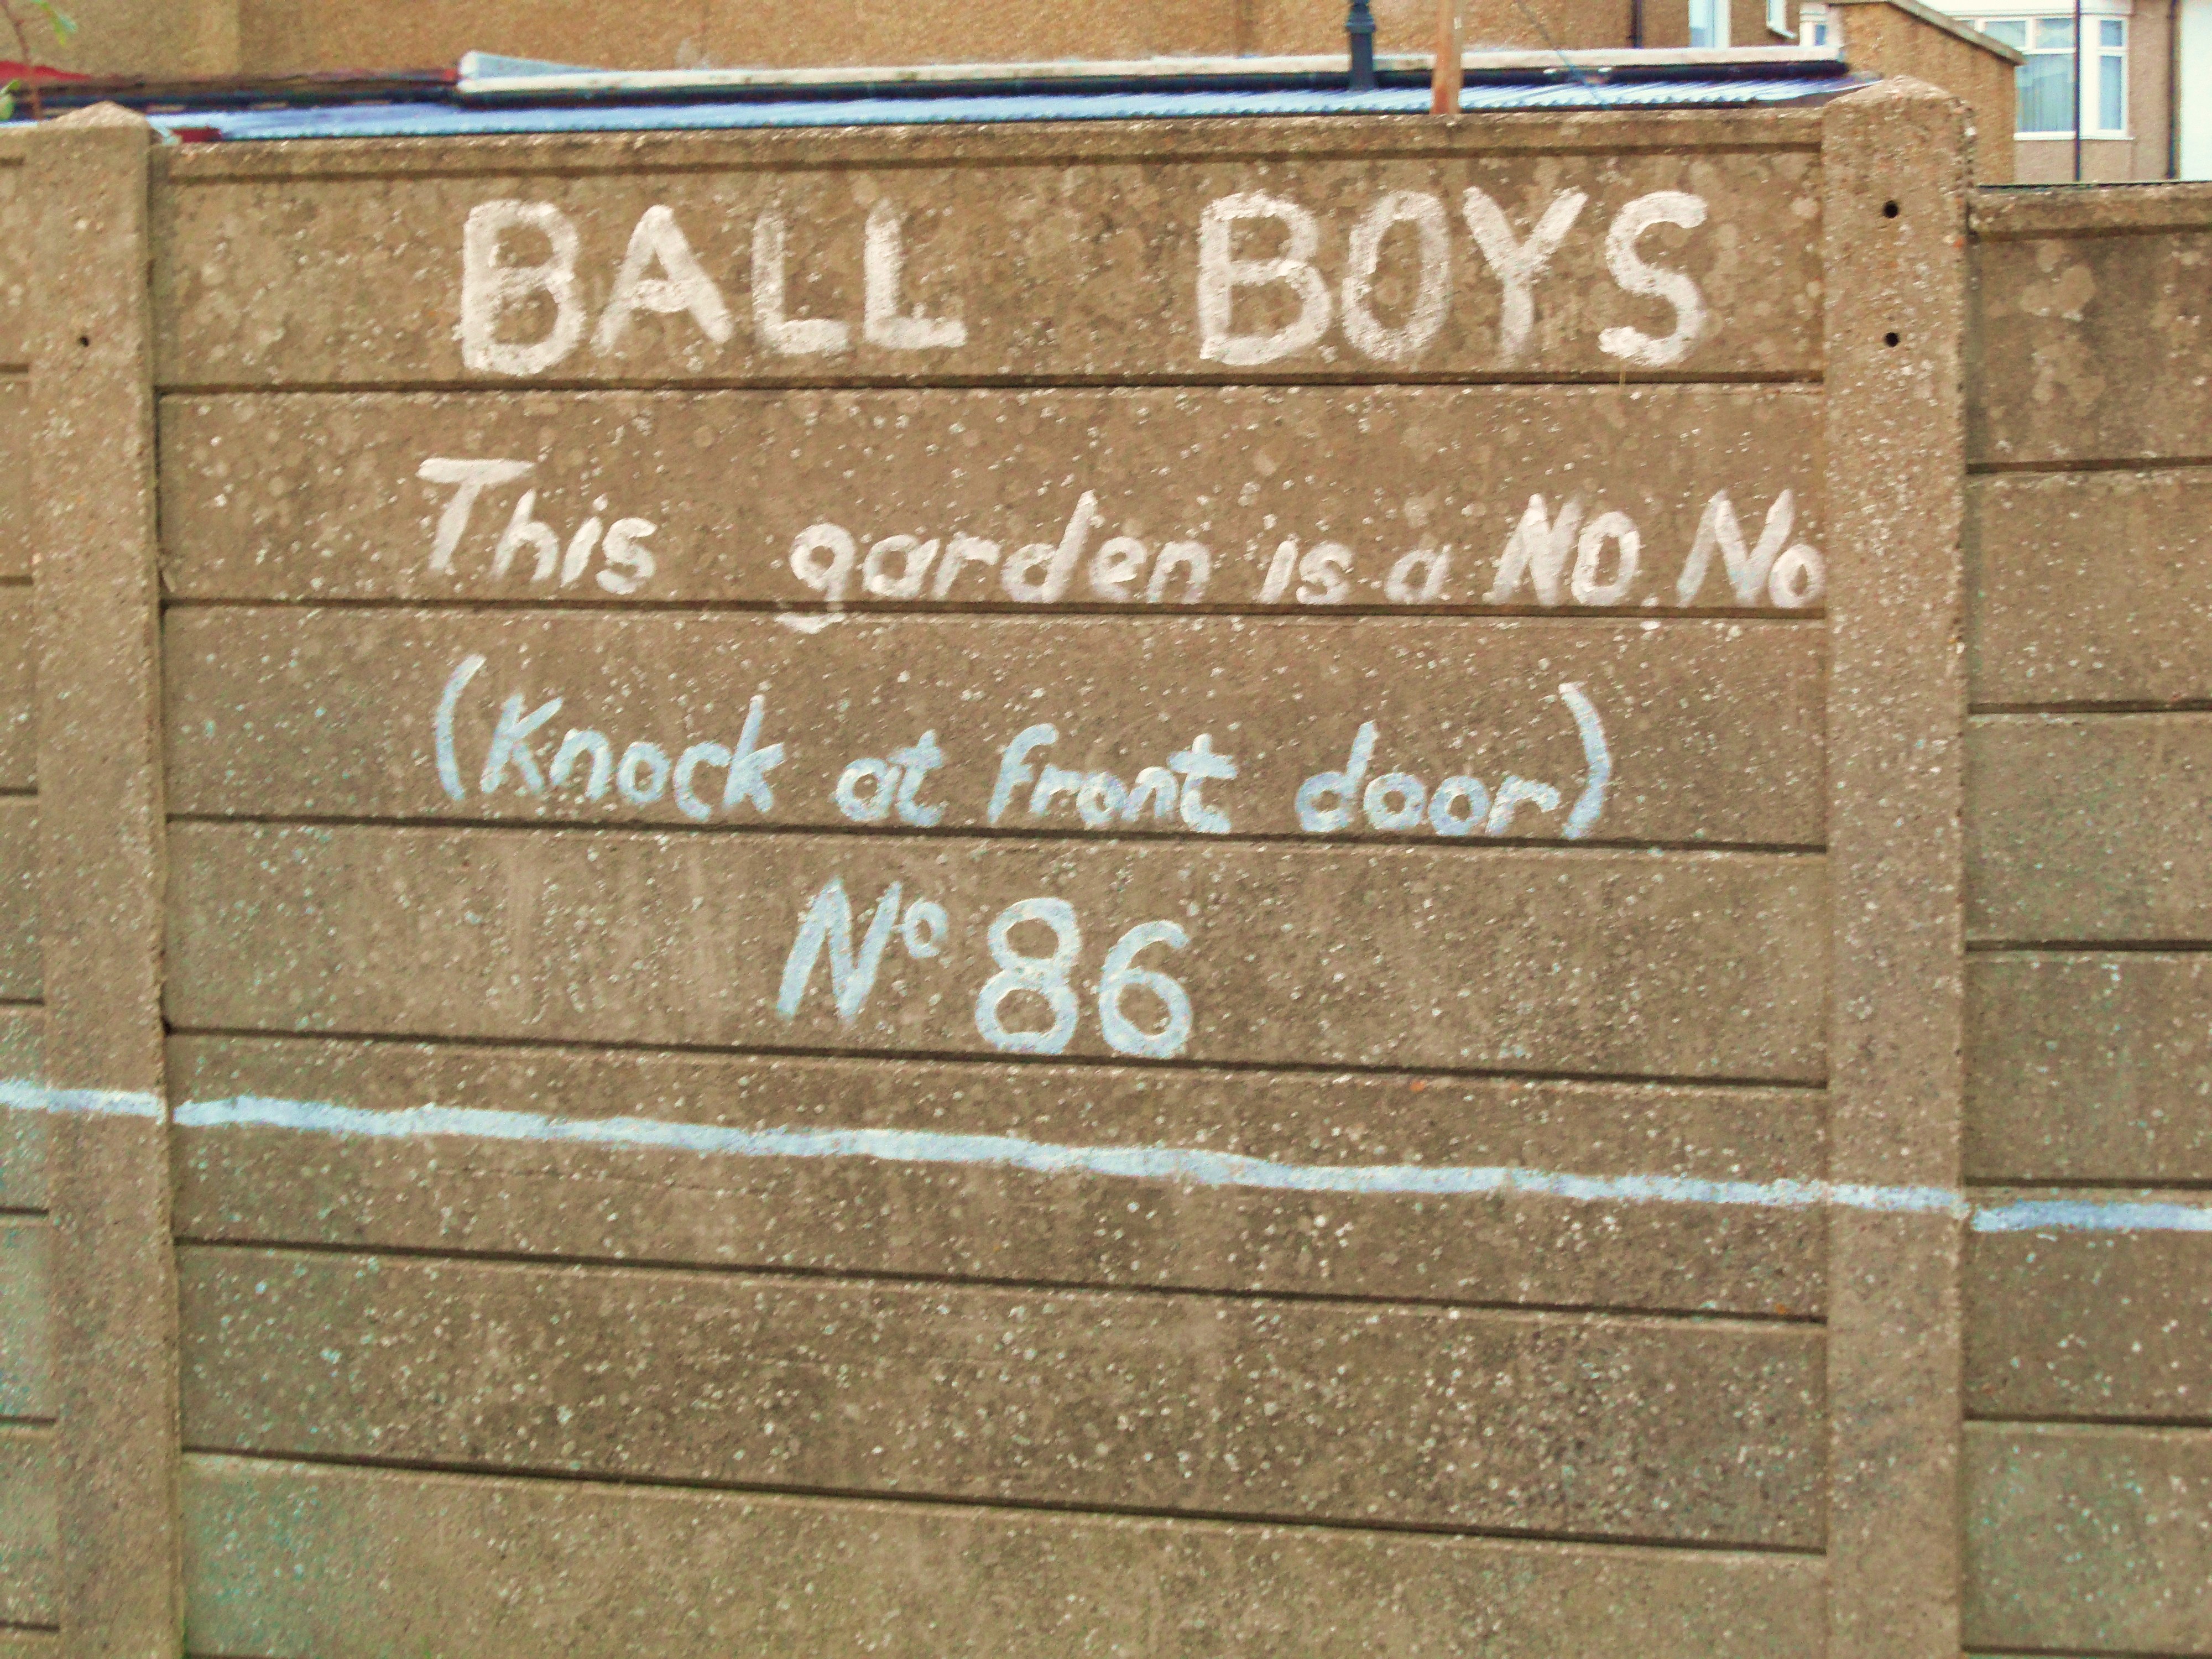 BALL BOYS
This garden is a NO. No
(Knock at front door)
Nº 86